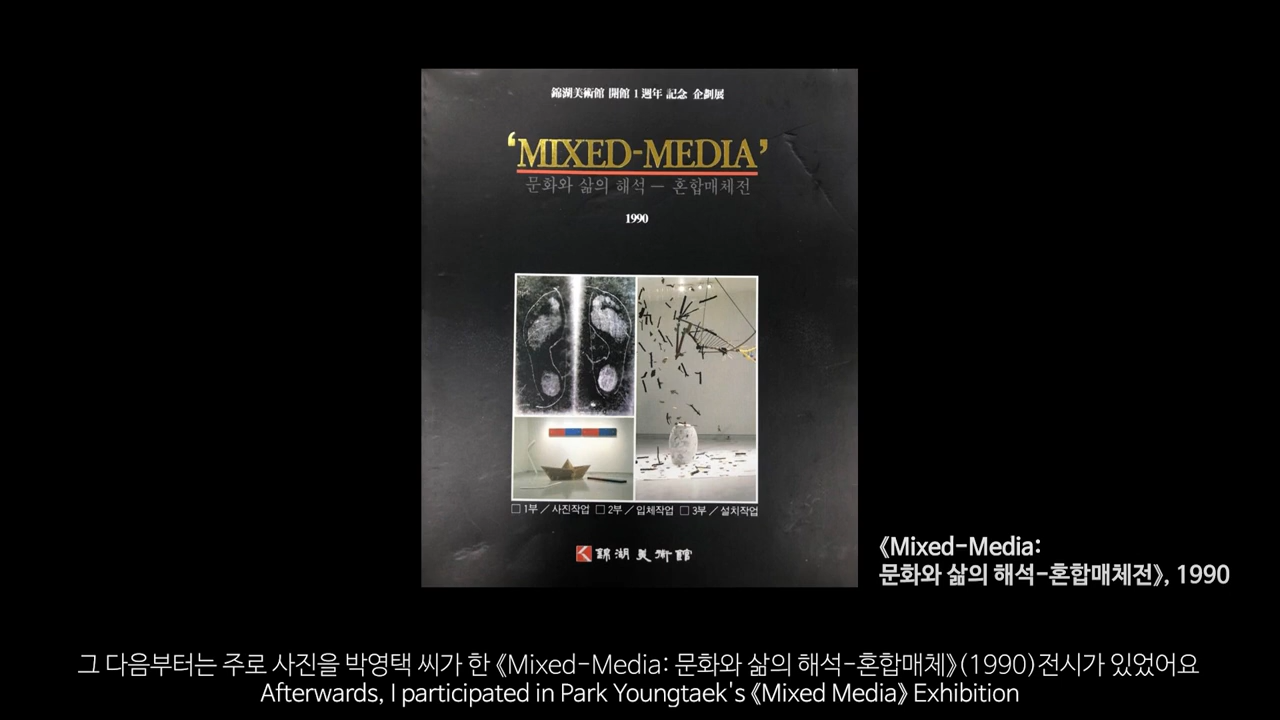 錦湖美術館 開館 1 週年 記念 企劃展
‘MIXED-MEDIA’
문화와 삶의 해석 — 혼합매체전
1990
□ 1부 / 사진작업 □ 2부 / 입체작업 □ 3부 / 설치작업
錦湖美術館
《Mixed-Media:
문화와 삶의 해석-혼합매체전》, 1990
그 다음부터는 주로 사진을 박영택 씨가 한 《Mixed-Media: 문화와 삶의 해석-혼합매체》(1990)전시가 있었어요
Afterwards, I participated in Park Youngtaek's 《Mixed Media》 Exhibition